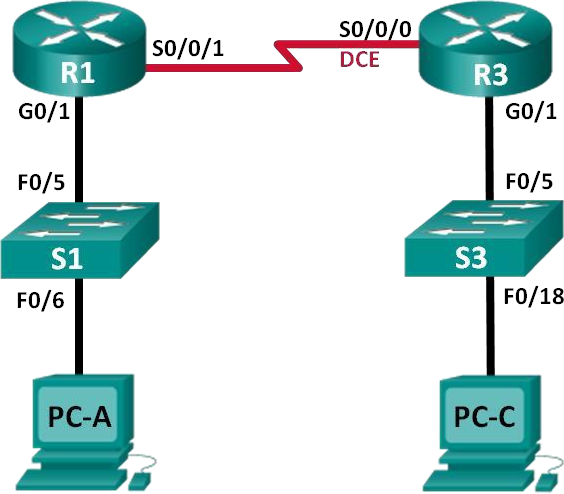 S0/0/1
S0/0/0
DCE
R1
R3
G0/1
G0/1
F0/5
F0/5
S1
S3
F0/6
F0/18
PC-A
PC-C